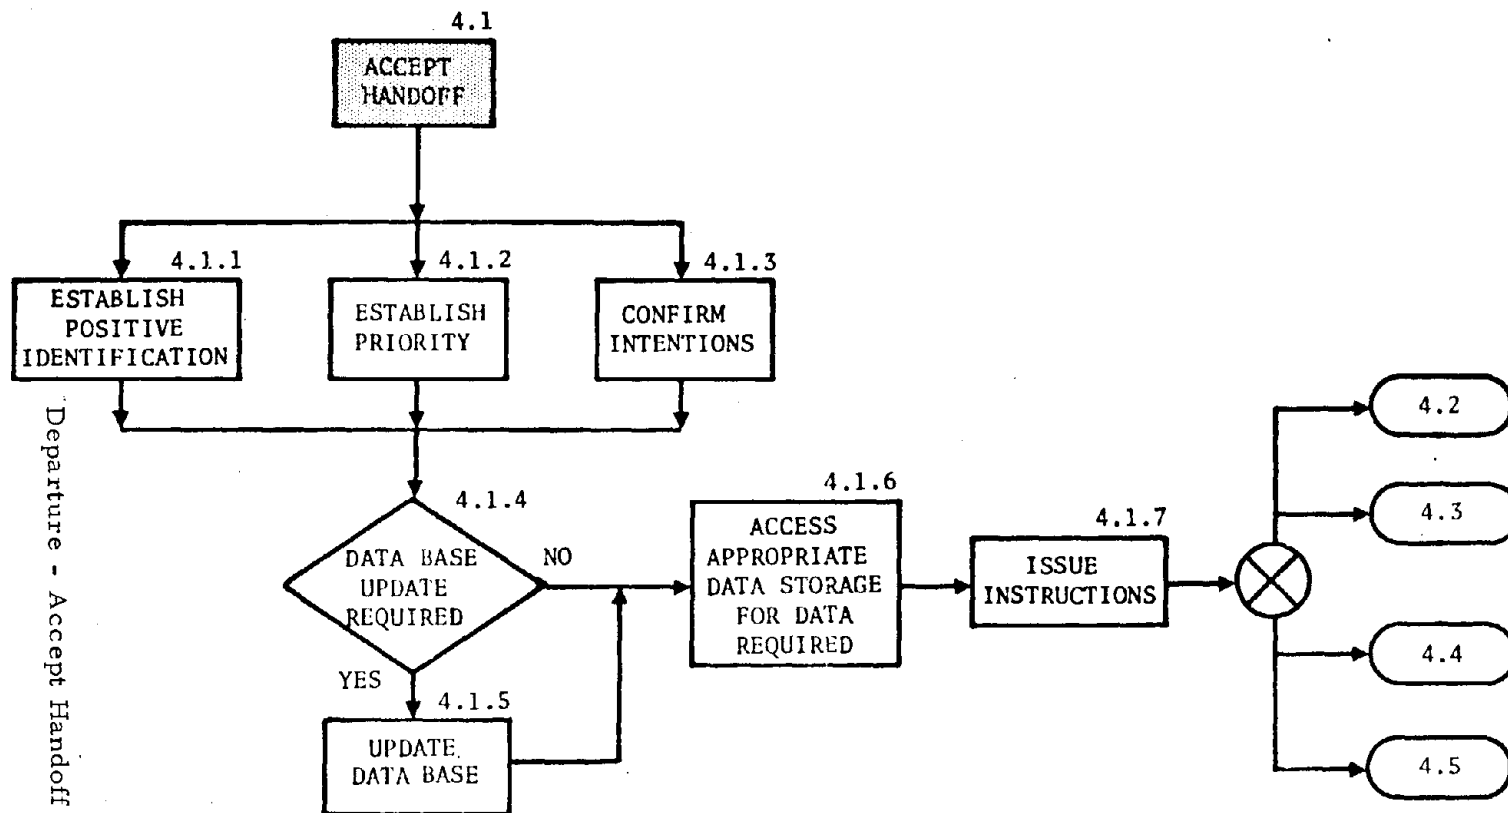 4.1
ACCEPT
HANDOFF
4.1.1
ESTABLISH
POSITIVE
IDENTIFICATION
4.1.2
ESTABLISH
PRIORITY
4.1.3
CONFIRM
INTENTIONS
4.1.4
DATA BASE
UPDATE
REQUIRED
NO
YES
4.1.5
UPDATE
DATA BASE
4.1.6
ACCESS
APPROPRIATE
DATA STORAGE
FOR DATA
REQUIRED
4.1.7
ISSUE
INSTRUCTIONS
4.2
4.3
4.4
4.5
Departure - Accept Handoff